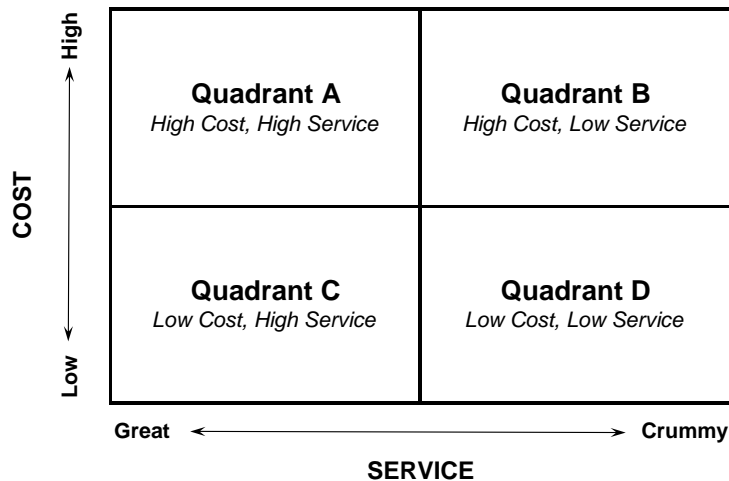 High
Quadrant A
High Cost, High Service
Quadrant B
High Cost, Low Service
COST
Quadrant C
Low Cost, High Service
Quadrant D
Low Cost, Low Service
Low
Great
Crummy
SERVICE